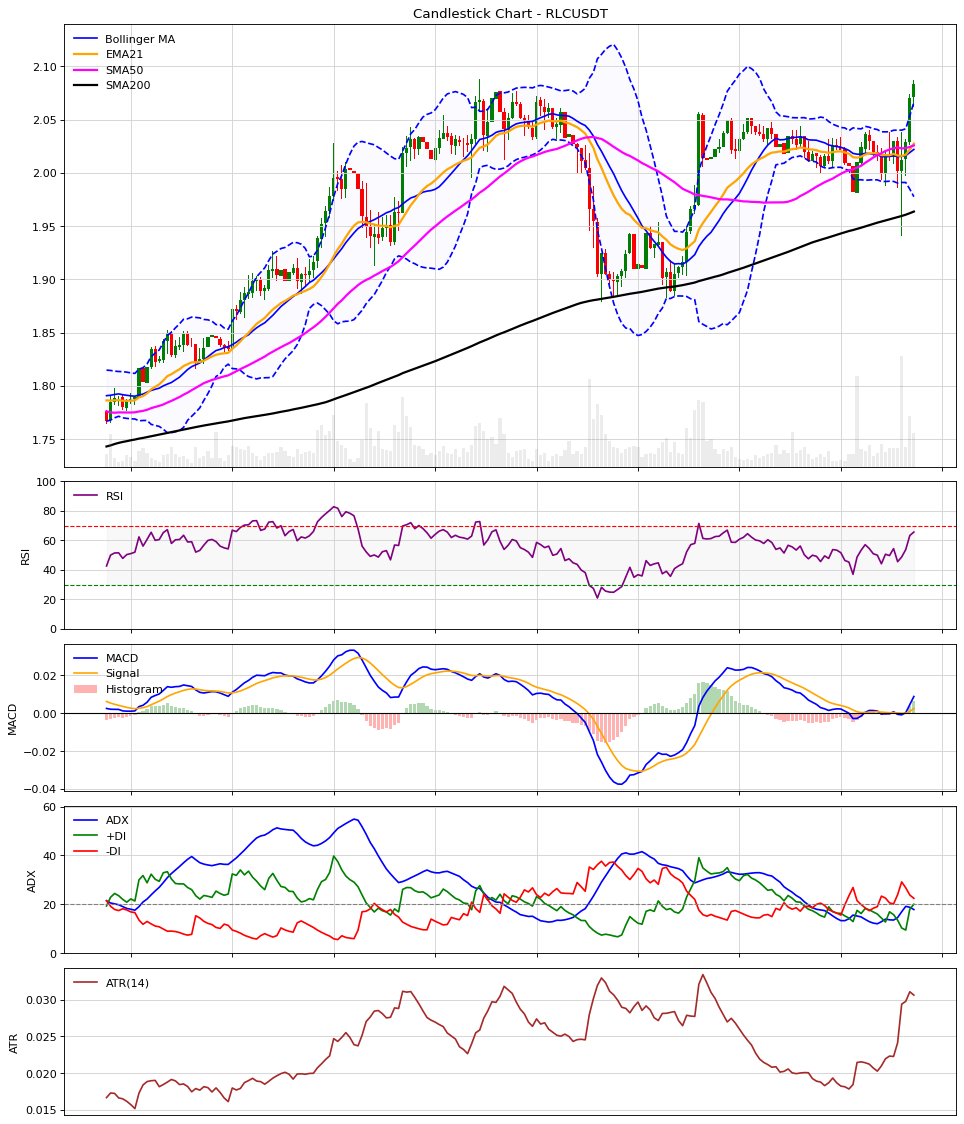 Candlestick Chart - RLCUSDT
Bollinger MA
EMA21
SMA50
SMA200
2.10
2.05
2.00
1.95
1.90
1.85
1.80
1.75
RSI
RSI
100
80
60
40
20
0
MACD
Signal
Histogram
MACD
0.02
0.00
−0.02
−0.04
ADX
+DI
-DI
ADX
60
40
20
0
ATR(14)
ATR
0.030
0.025
0.020
0.015